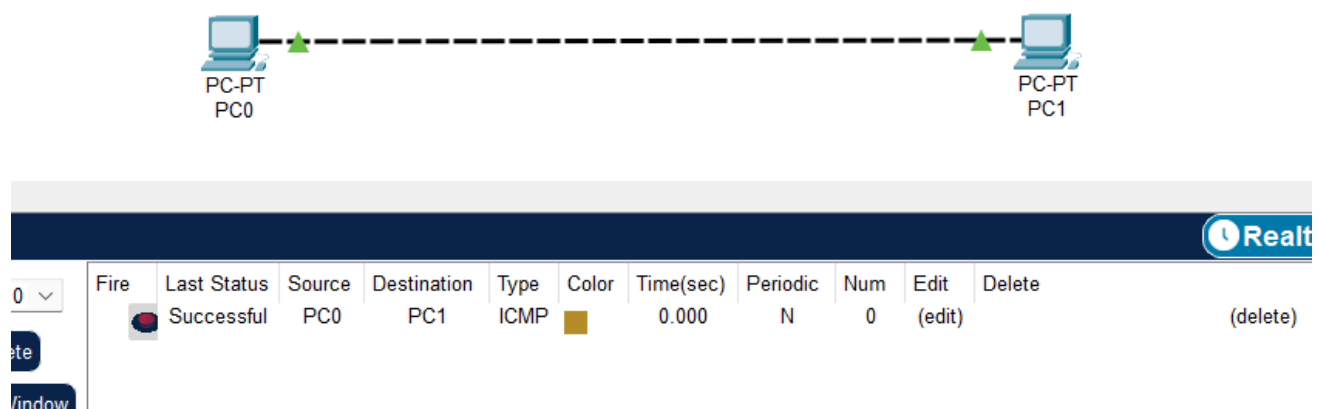 PC-PT PC-PT
PC0 PC1
Realt
0 Fire Last Status Source Destination Type Color Time(sec) Periodic Num Edit Delete
Successful PC0 PC1 ICMP 0.000 N 0 (edit) (delete)
ete
Window